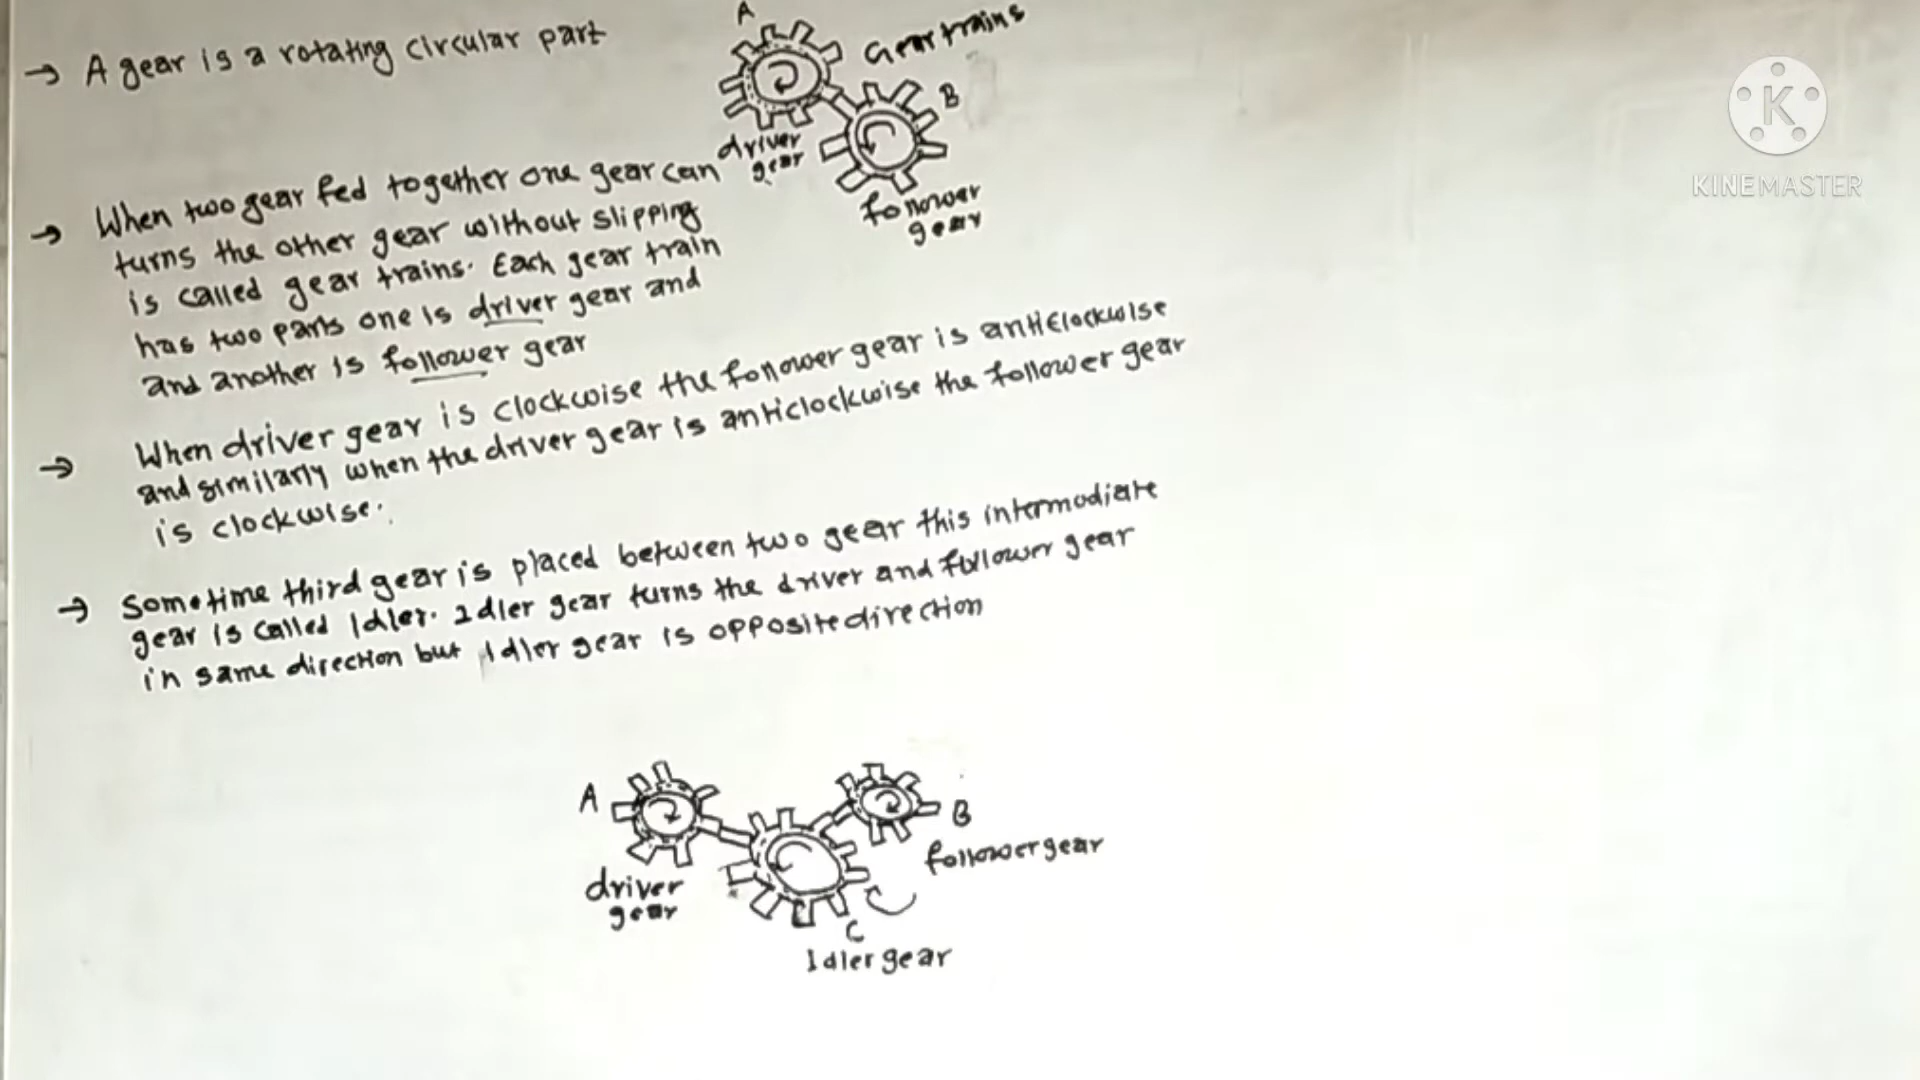 → A gear is a rotating circular part
A
Gear trains
B
driver
gear
follower
gear
→ When two gear fed together one gear can
turns the other gear without slipping
is called gear trains. Each gear train
has two parts one is driver gear and
and another is follower gear
→ When driver gear is clockwise the follower gear is anticlockwise
and similarly when the driver gear is anticlockwise the follower gear
is clockwise.
→ Sometime third gear is placed between two gear this intermodiate
gear is called Idler. Idler gear turns the driver and follower gear
in same direction but Idler gear is opposite direction
A
B
follower gear
driver
gear
C
Idler gear
K
KINEMASTER